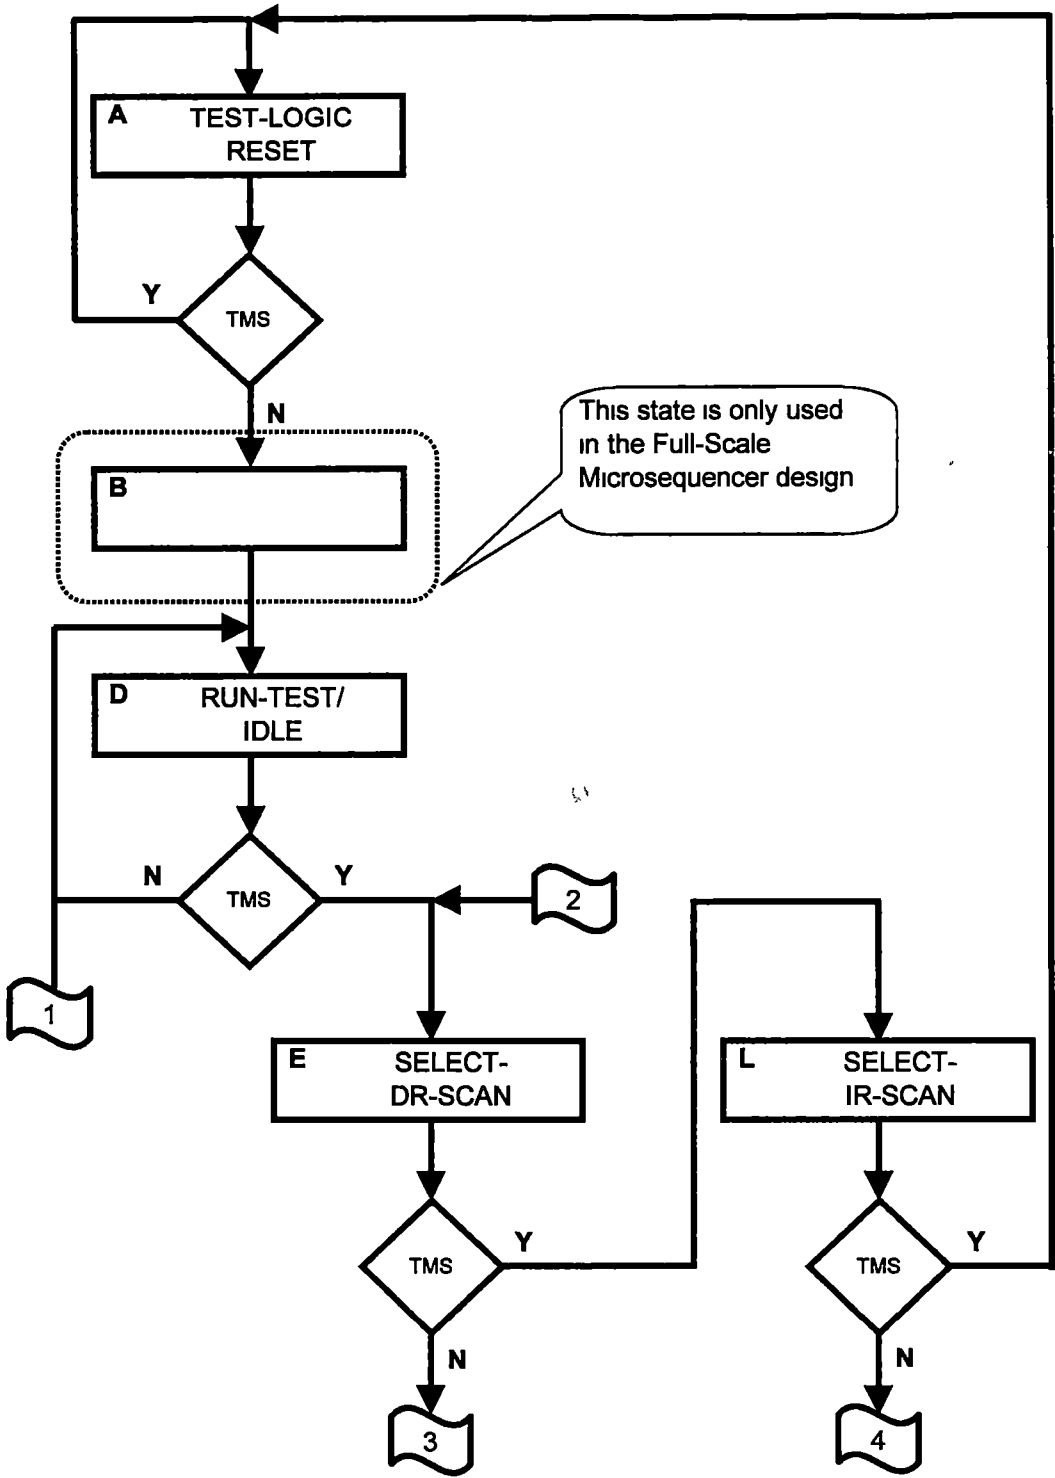 A
TEST-LOGIC
RESET
Y
TMS
N
This state is only used
in the Full-Scale
Microsequencer design
B
D
RUN-TEST/
IDLE
N
TMS
Y
2
1
E
SELECT-
DR-SCAN
L
SELECT-
IR-SCAN
TMS
Y
TMS
Y
N
N
3
4